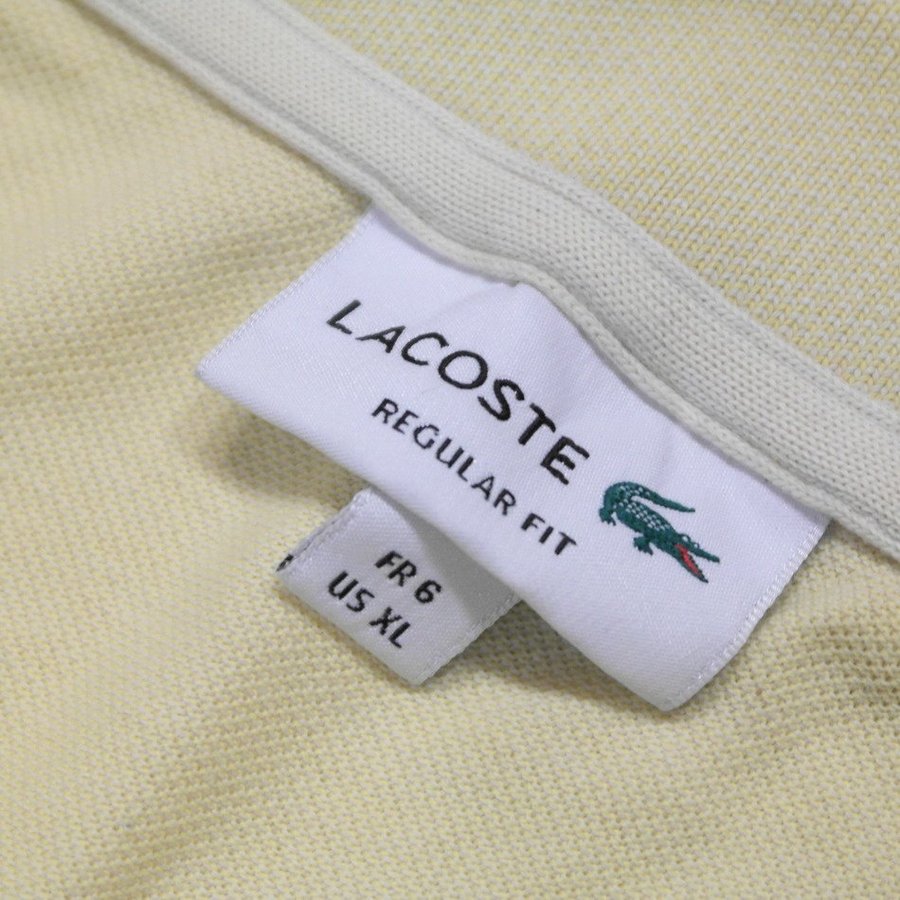 LACOSTE
REGULAR FIT
FR 6
US XL